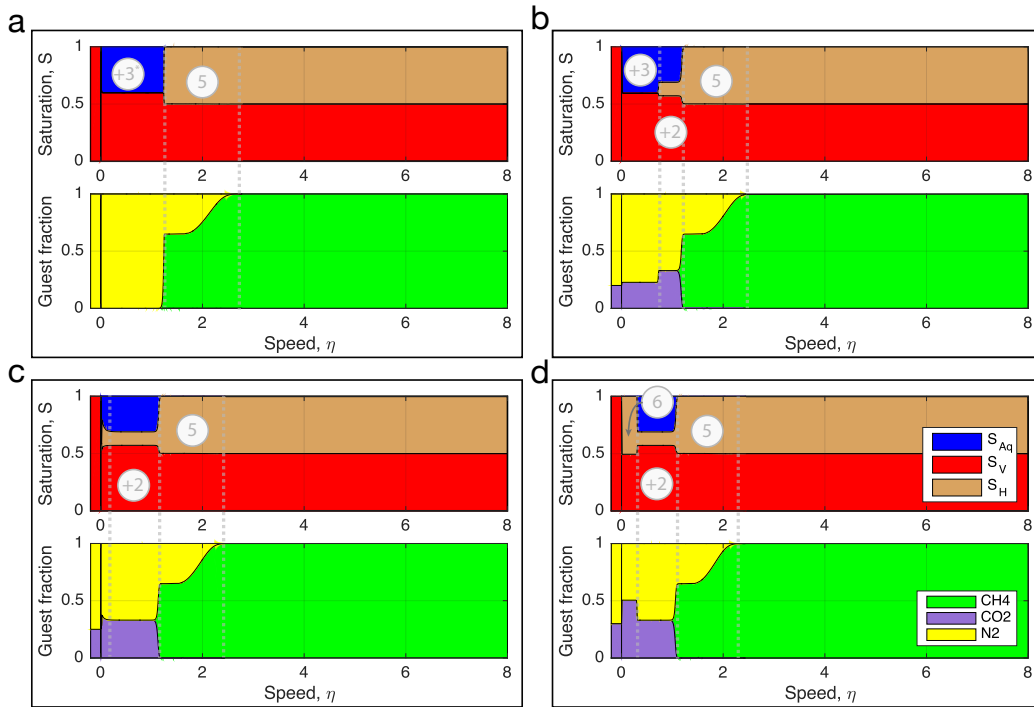 a
Saturation, S
1
0.5
0
+3*
5
0 2 4 6 8
Guest fraction
1
0.5
0
0 2 4 6 8
Speed, η
b
Saturation, S
1
0.5
0
+3
5
+2
0 2 4 6 8
Guest fraction
1
0.5
0
0 2 4 6 8
Speed, η
c
Saturation, S
1
0.5
0
5
+2
0 2 4 6 8
Guest fraction
1
0.5
0
0 2 4 6 8
Speed, η
d
Saturation, S
1
0.5
0
6
5
+2
S_Aq
S_V
S_H
0 2 4 6 8
Guest fraction
1
0.5
0
CH4
CO2
N2
0 2 4 6 8
Speed, η